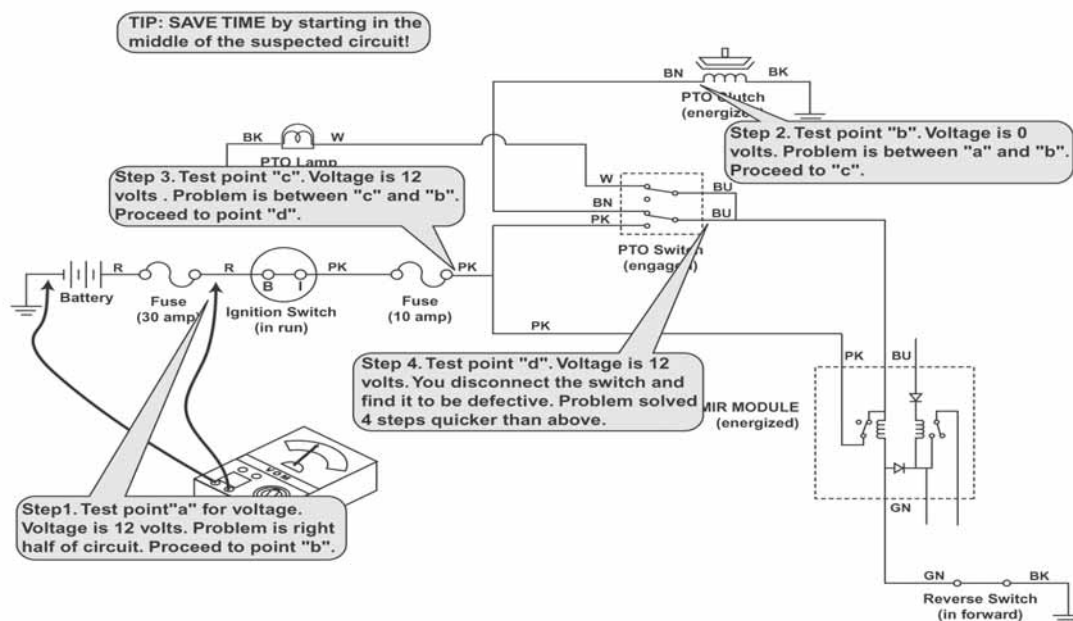 TIP: SAVE TIME by starting in the
middle of the suspected circuit!
BN
BK
PTO Clutch
(energized)
Step 2. Test point "b". Voltage is 0
volts. Problem is between "a" and "b".
Proceed to "c".
BK
W
PTO Lamp
Step 3. Test point "c". Voltage is 12
volts . Problem is between "c" and "b".
Proceed to point "d".
W
BU
BN
BU
PK
PTO Switch
(engaged)
R
R
B
I
PK
PK
Battery
Fuse
(30 amp)
Ignition Switch
(in run)
Fuse
(10 amp)
PK
PK
BU
Step 4. Test point "d". Voltage is 12
volts. You disconnect the switch and
find it to be defective. Problem solved
4 steps quicker than above.
MODULE
(energized)
VOM
Step1. Test point"a" for voltage.
Voltage is 12 volts. Problem is right
half of circuit. Proceed to point "b".
GN
GN
BK
Reverse Switch
(in forward)